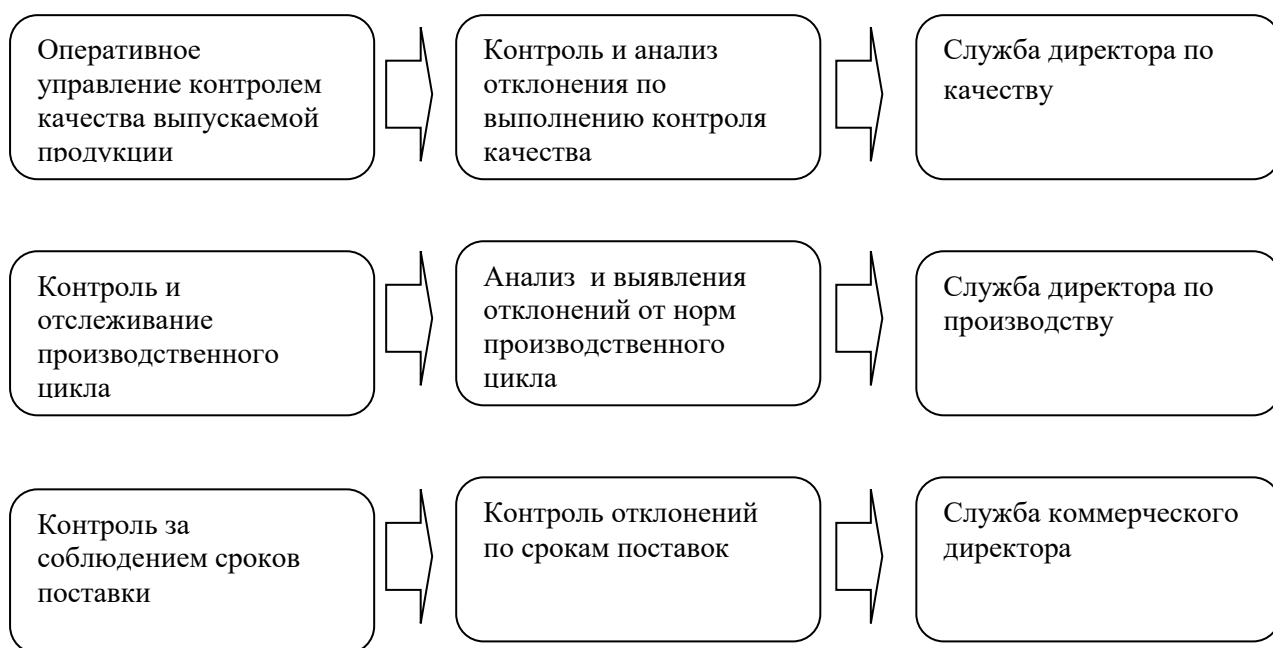 Оперативное
управление контролем
качества выпускаемой
продукции
Контроль и анализ
отклонения по
выполнению контроля
качества
Служба директора по
качеству
Контроль и
отслеживание
производственного
цикла
Анализ и выявления
отклонений от норм
производственного
цикла
Служба директора по
производству
Контроль за
соблюдением сроков
поставки
Контроль отклонений
по срокам поставок
Служба коммерческого
директора